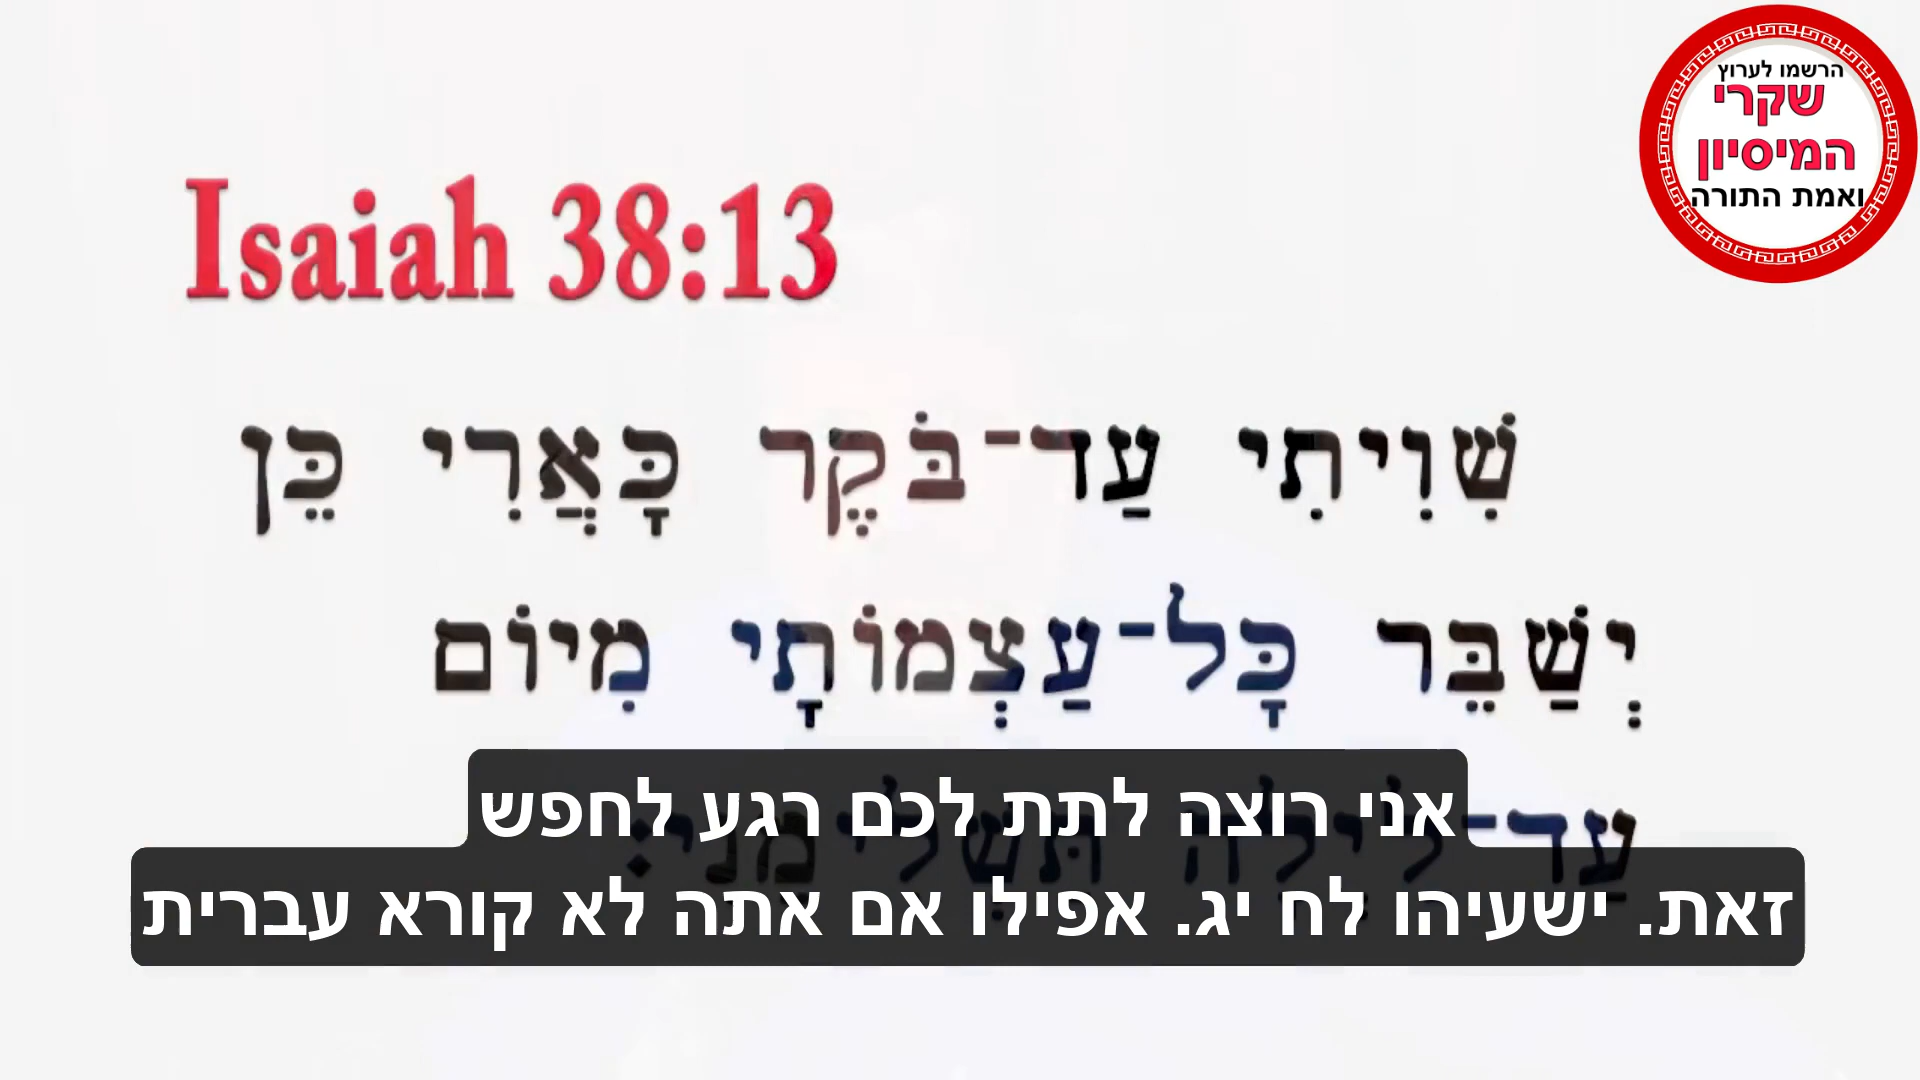 הרשמו לערוץ
שקרי
המיסיון
ואמת התורה
Isaiah 38:13
שִׁוִּיתִי עַד־בֹּקֶר כָּאֲרִי כֵּן
יְשַׁבֵּר כָּל־עַצְמוֹתָי מִיּוֹם
עַד־לַיְלָה תַּשְׁלִימֵנִי:
אני רוצה לתת לכם רגע לחפש
זאת. ישעיהו לח יג. אפילו אם אתה לא קורא עברית